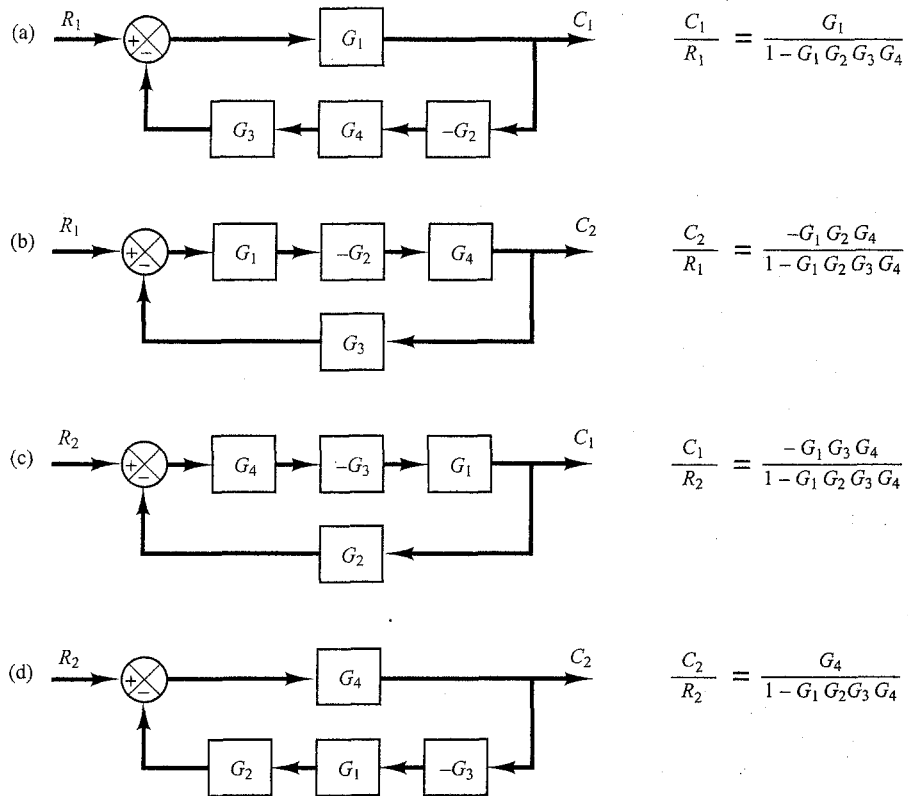 (a) R₁ + − G₁ C₁
G₃ G₄ −G₂
C₁/R₁ = G₁/(1 − G₁ G₂ G₃ G₄)
(b) R₁ + − G₁ −G₂ G₄ C₂
G₃
C₂/R₁ = −G₁ G₂ G₄/(1 − G₁ G₂ G₃ G₄)
(c) R₂ + − G₄ −G₃ G₁ C₁
G₂
C₁/R₂ = −G₁ G₃ G₄/(1 − G₁ G₂ G₃ G₄)
(d) R₂ + − G₄ C₂
G₂ G₁ −G₃
C₂/R₂ = G₄/(1 − G₁ G₂ G₃ G₄)